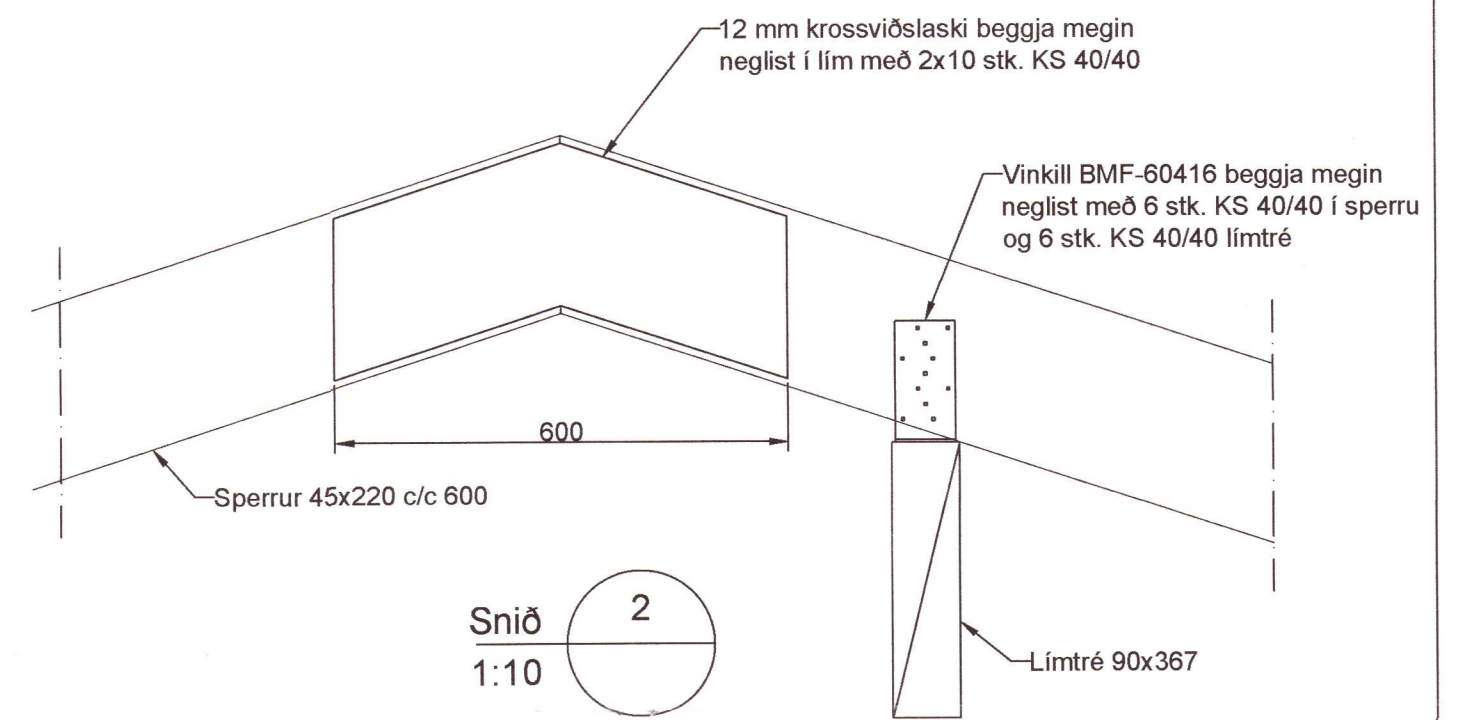 12 mm krossviðslaski beggja megin
neglist í lím með 2x10 stk. KS 40/40
Vinkill BMF-60416 beggja megin
neglist með 6 stk. KS 40/40 í sperru
og 6 stk. KS 40/40 límtré
600
Sperrur 45x220 c/c 600
Snið
2
1:10
Límtré 90x367